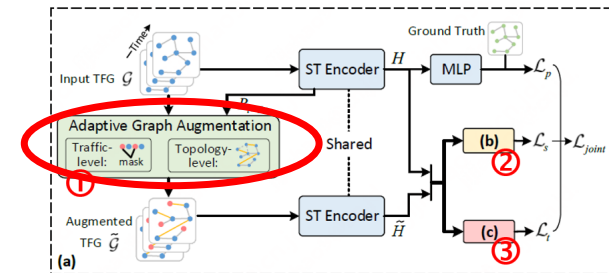 Time
Ground Truth
Input TFG 𝒢
ST Encoder
H
MLP
ℒp
Adaptive Graph Augmentation
Traffic-level:
mask
Topology-level:
Shared
①
(b)
②
ℒs
ℒjoint
Augmented TFG 𝒢̃
ST Encoder
H̃
(c)
③
ℒt
(a)